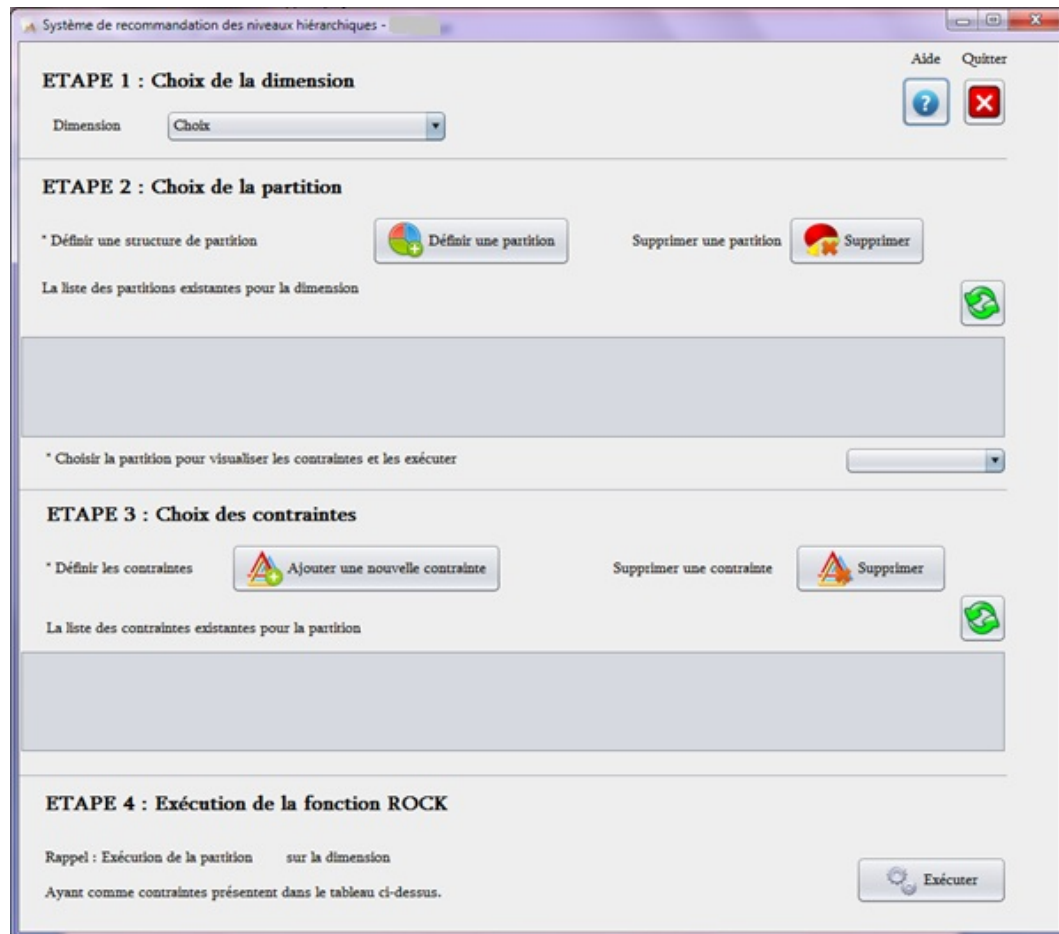 Système de recommandation des niveaux hiérarchiques -
Aide Quitter
ETAPE 1 : Choix de la dimension
Dimension Choix
ETAPE 2 : Choix de la partition
* Définir une structure de partition Définir une partition Supprimer une partition Supprimer
La liste des partitions existantes pour la dimension
* Choisir la partition pour visualiser les contraintes et les exécuter
ETAPE 3 : Choix des contraintes
* Définir les contraintes Ajouter une nouvelle contrainte Supprimer une contrainte Supprimer
La liste des contraintes existantes pour la partition
ETAPE 4 : Exécution de la fonction ROCK
Rappel : Exécution de la partition sur la dimension
Ayant comme contraintes présentent dans le tableau ci-dessus.
Exécuter